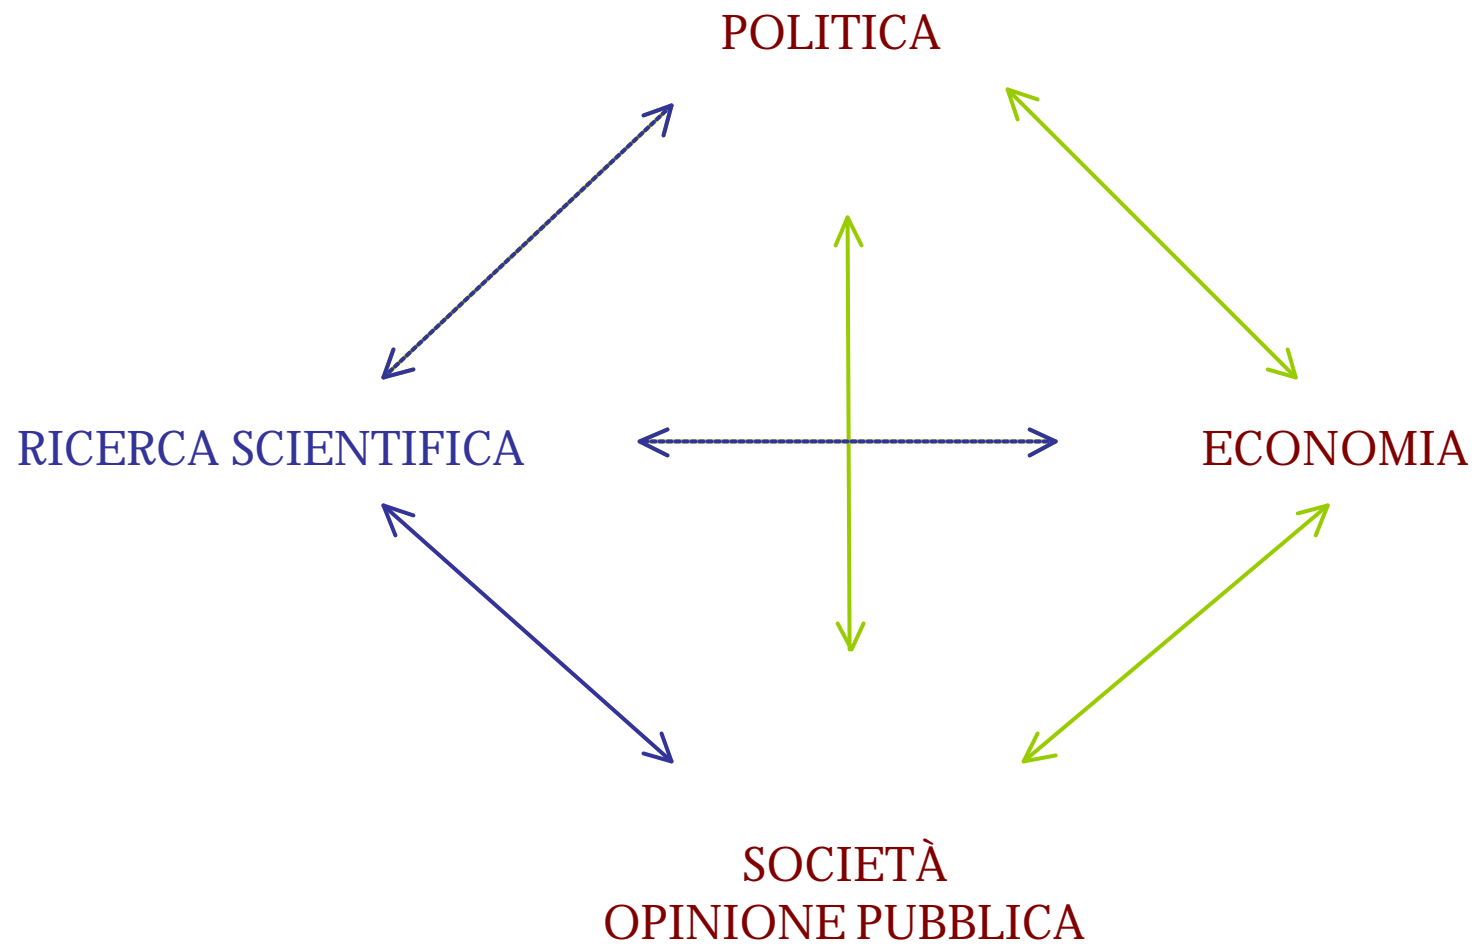 POLITICA
RICERCA SCIENTIFICA
ECONOMIA
SOCIETÀ
OPINIONE PUBBLICA